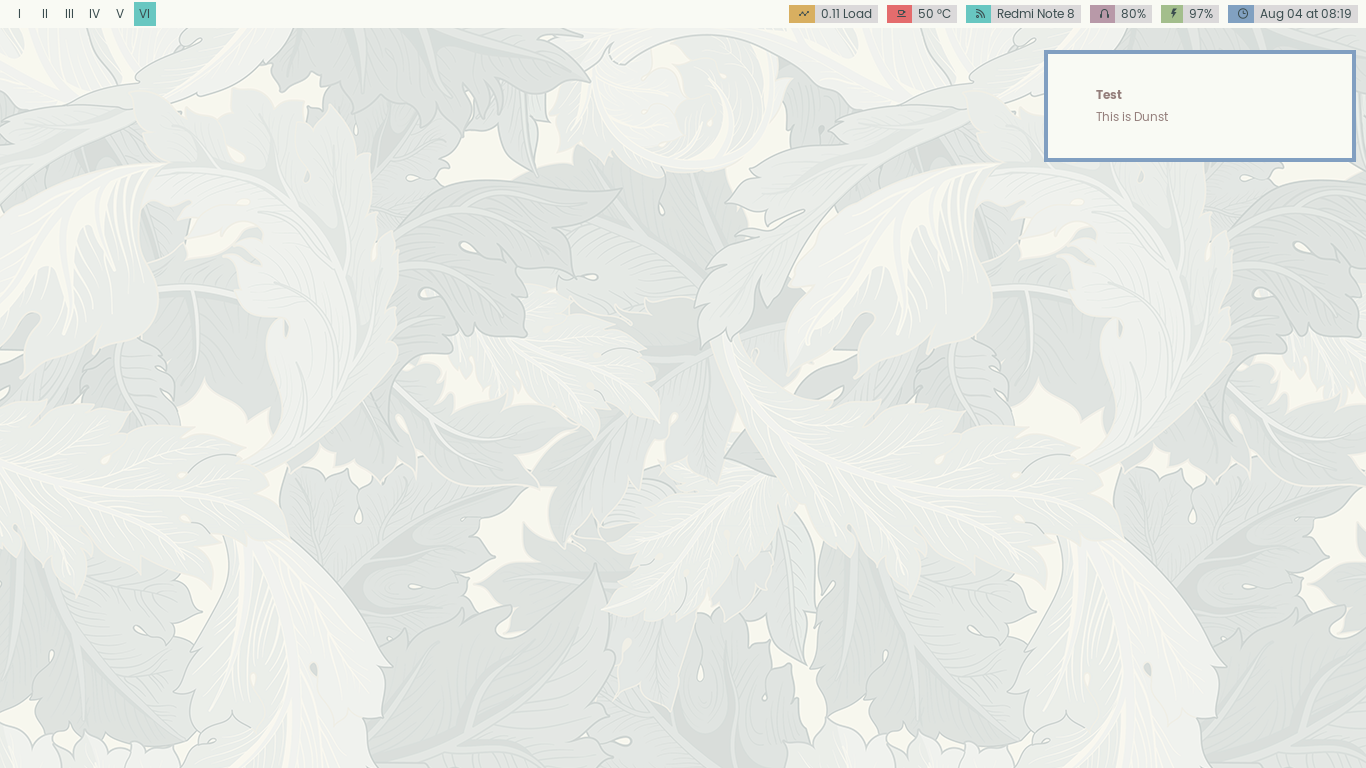 I II III IV V VI 0.11 Load 50 °C Redmi Note 8 80% 97% Aug 04 at 08:19
Test
This is Dunst